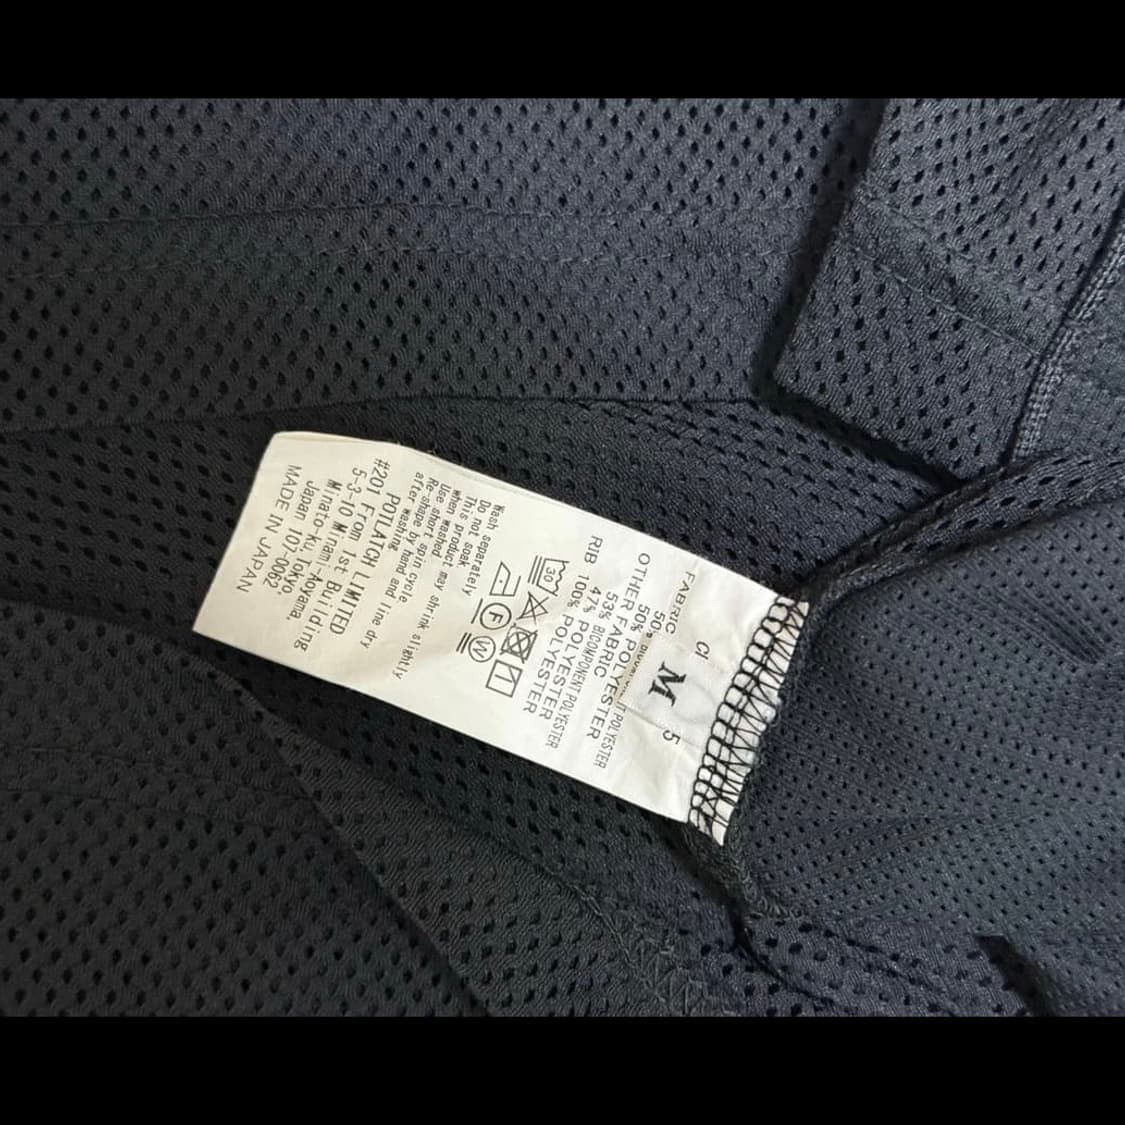 M
5
FABRIC
50% POLYESTER
50% POLYESTER
OTHER FABRIC
53% BICOMPONENT POLYESTER
47% POLYESTER
RIB 100% POLYESTER
30
F W
Wash separately
Do not soak
This product may shrink slightly
when washed
Use short spin cycle
Re-shape by hand and line dry
after washing
POTLATCH LIMITED
#201 From 1st Building
5-3-10 Minami-Aoyama,
Minato-ku, Tokyo,
Japan 107-0062,
MADE IN JAPAN